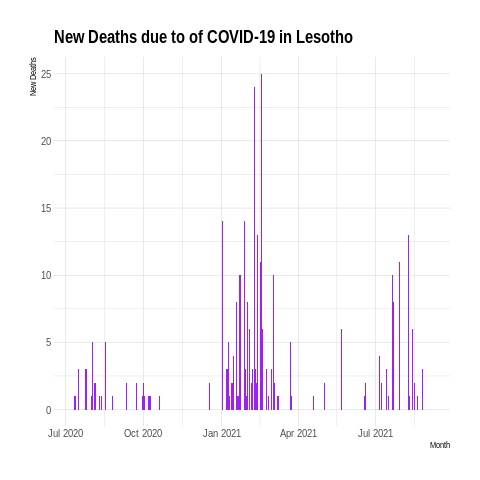 New Deaths due to of COVID-19 in Lesotho
New Deaths
25
20
15
10
5
0
Jul 2020 Oct 2020 Jan 2021 Apr 2021 Jul 2021
Month